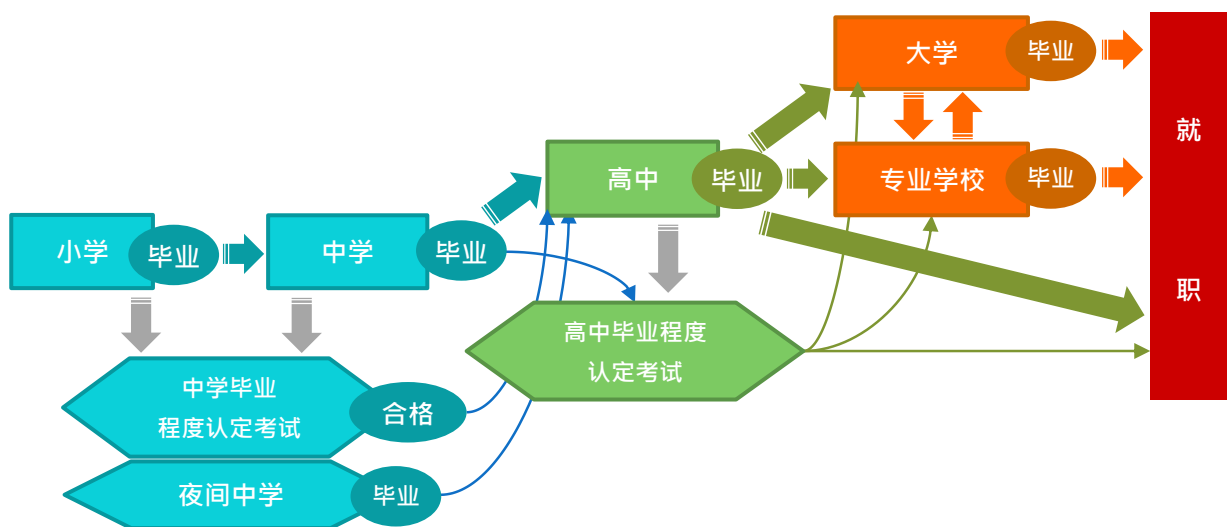 小学
毕业
中学
毕业
高中
毕业
大学
毕业
专业学校
毕业
就
职
高中毕业程度
认定考试
中学毕业
程度认定考试
合格
夜间中学
毕业